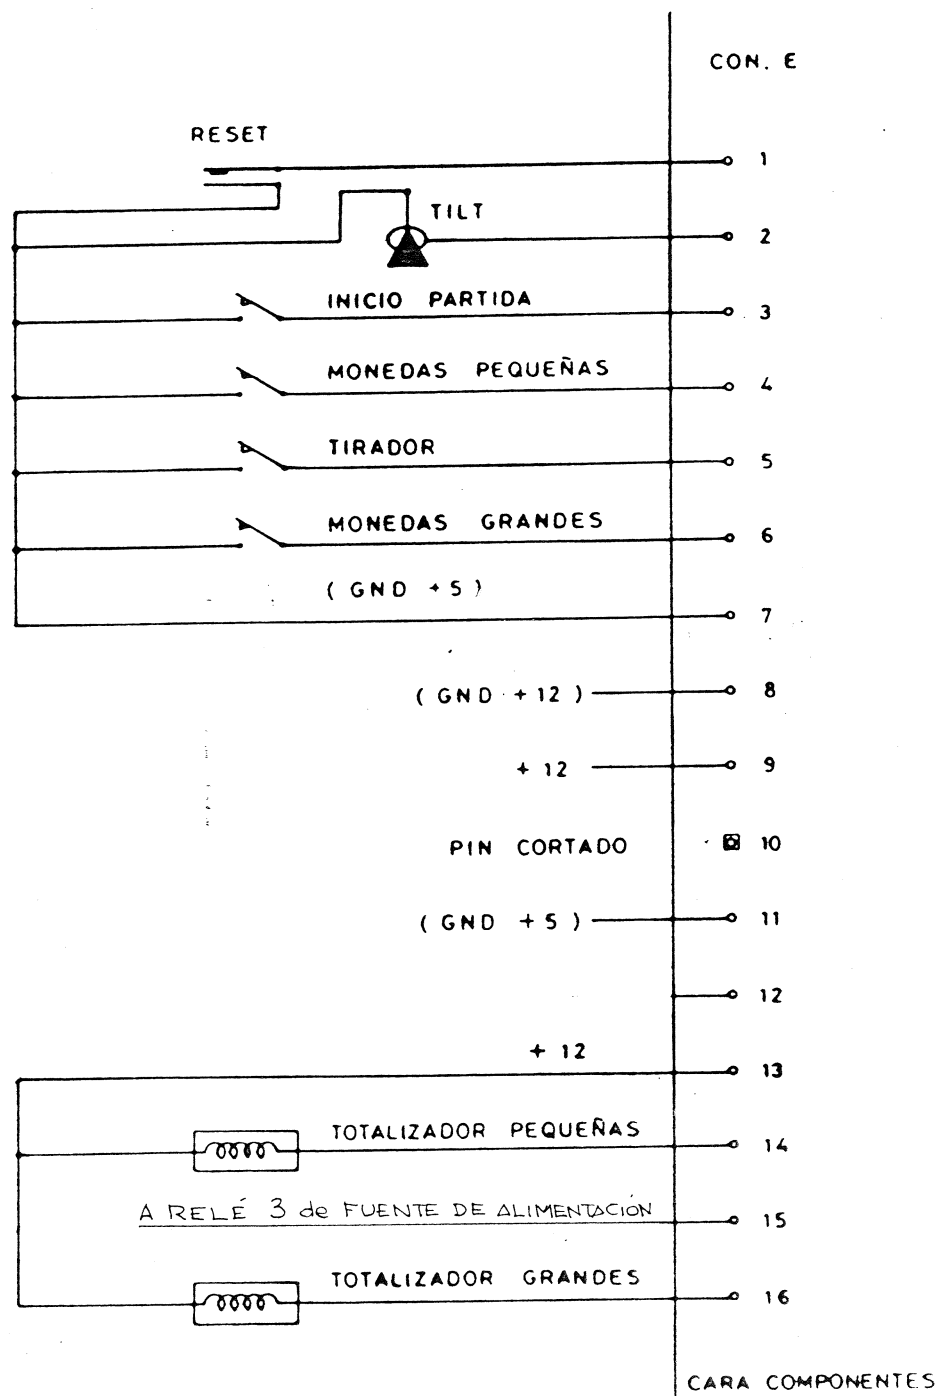 CON. E
RESET
1
TILT
2
INICIO PARTIDA
3
MONEDAS PEQUEÑAS
4
TIRADOR
5
MONEDAS GRANDES
6
( GND + 5 )
7
( GND + 12 )
8
+ 12
9
PIN CORTADO
10
( GND + 5 )
11
12
+ 12
13
TOTALIZADOR PEQUEÑAS
14
A RELÉ 3 de FUENTE DE ALIMENTACIÓN
15
TOTALIZADOR GRANDES
16
CARA COMPONENTES